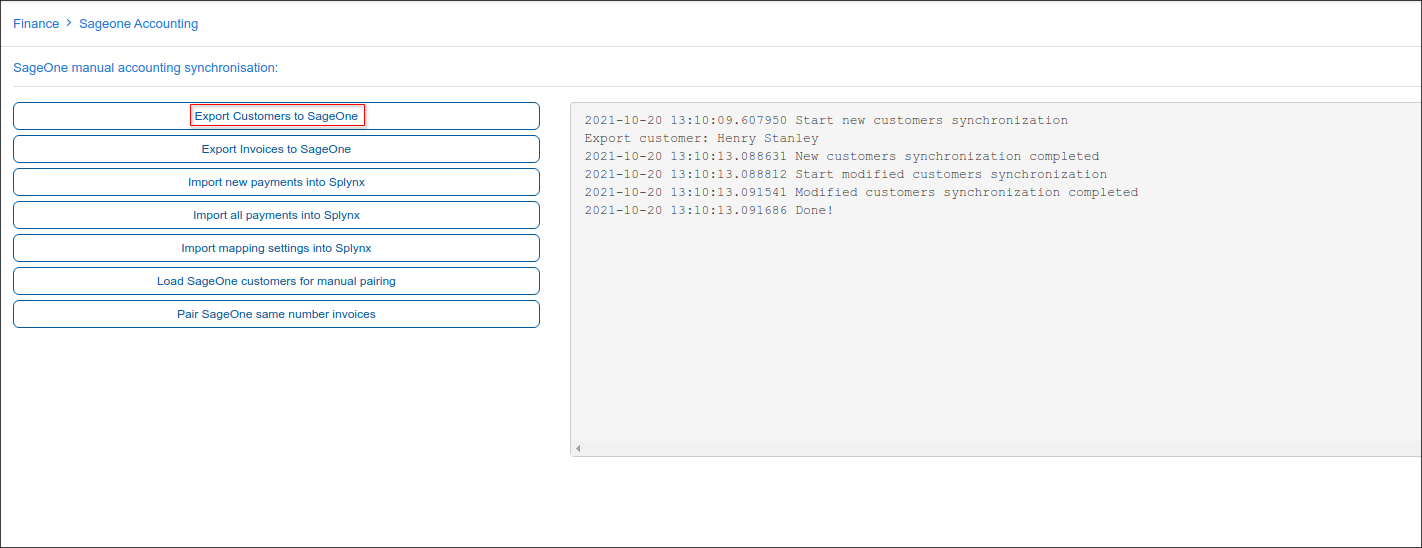 Finance > Sageone Accounting
SageOne manual accounting synchronisation:
Export Customers to SageOne
Export Invoices to SageOne
Import new payments into Splynx
Import all payments into Splynx
Import mapping settings into Splynx
Load SageOne customers for manual pairing
Pair SageOne same number invoices
2021-10-20 13:10:09.607950 Start new customers synchronization
Export customer: Henry Stanley
2021-10-20 13:10:13.088631 New customers synchronization completed
2021-10-20 13:10:13.088812 Start modified customers synchronization
2021-10-20 13:10:13.091541 Modified customers synchronization completed
2021-10-20 13:10:13.091686 Done!